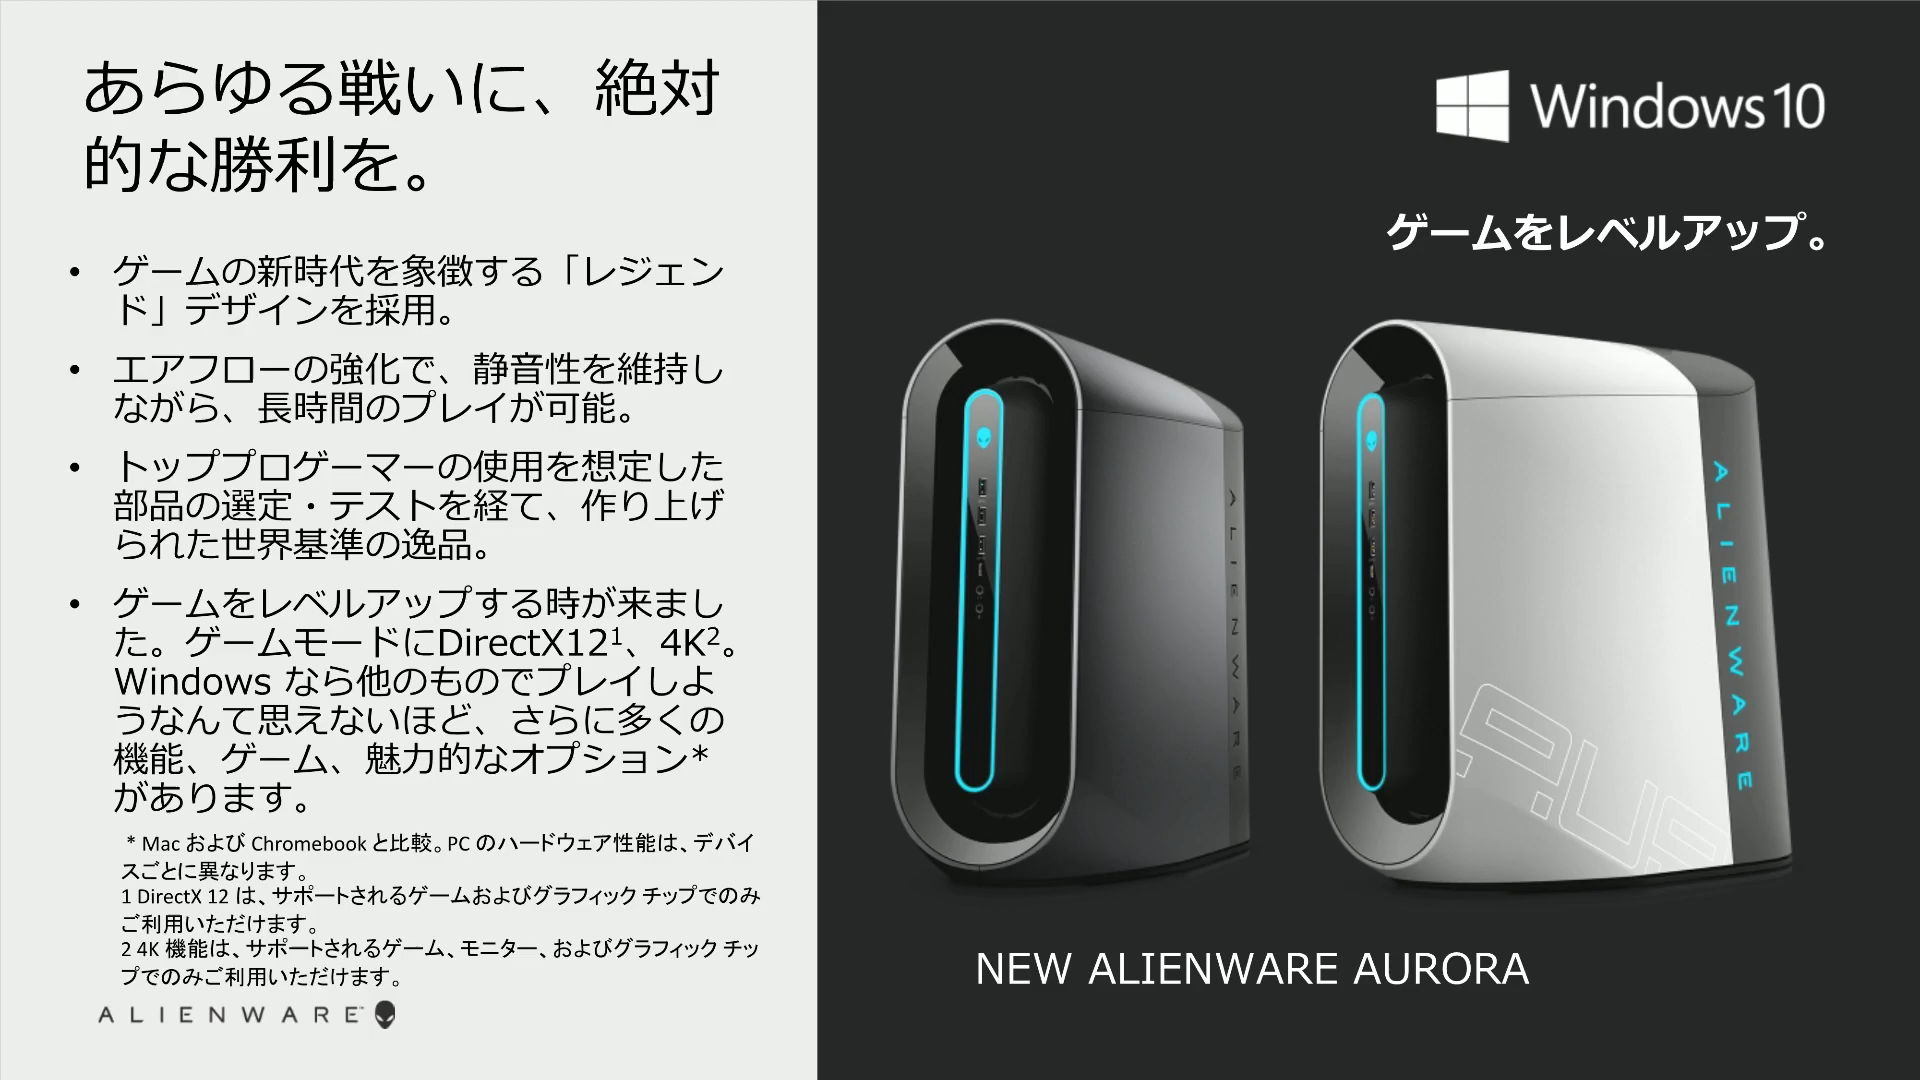 あらゆる戦いに、絶対
的な勝利を。
• ゲームの新時代を象徴する「レジェン
ド」デザインを採用。
• エアフローの強化で、静音性を維持し
ながら、長時間のプレイが可能。
• トッププロゲーマーの使用を想定した
部品の選定・テストを経て、作り上げ
られた世界基準の逸品。
• ゲームをレベルアップする時が来まし
た。ゲームモードにDirectX12¹、4K²。
Windows なら他のものでプレイしよ
うなんて思えないほど、さらに多くの
機能、ゲーム、魅力的なオプション*
があります。
* Mac および Chromebook と比較。PC のハードウェア性能は、デバイ
スごとに異なります。
1 DirectX 12 は、サポートされるゲームおよびグラフィック チップでのみ
ご利用いただけます。
2 4K 機能は、サポートされるゲーム、モニター、およびグラフィック チッ
プでのみご利用いただけます。
ALIENWARE™
Windows 10
ゲームをレベルアップ。
ALIENWARE
ALIENWARE
NEW ALIENWARE AURORA